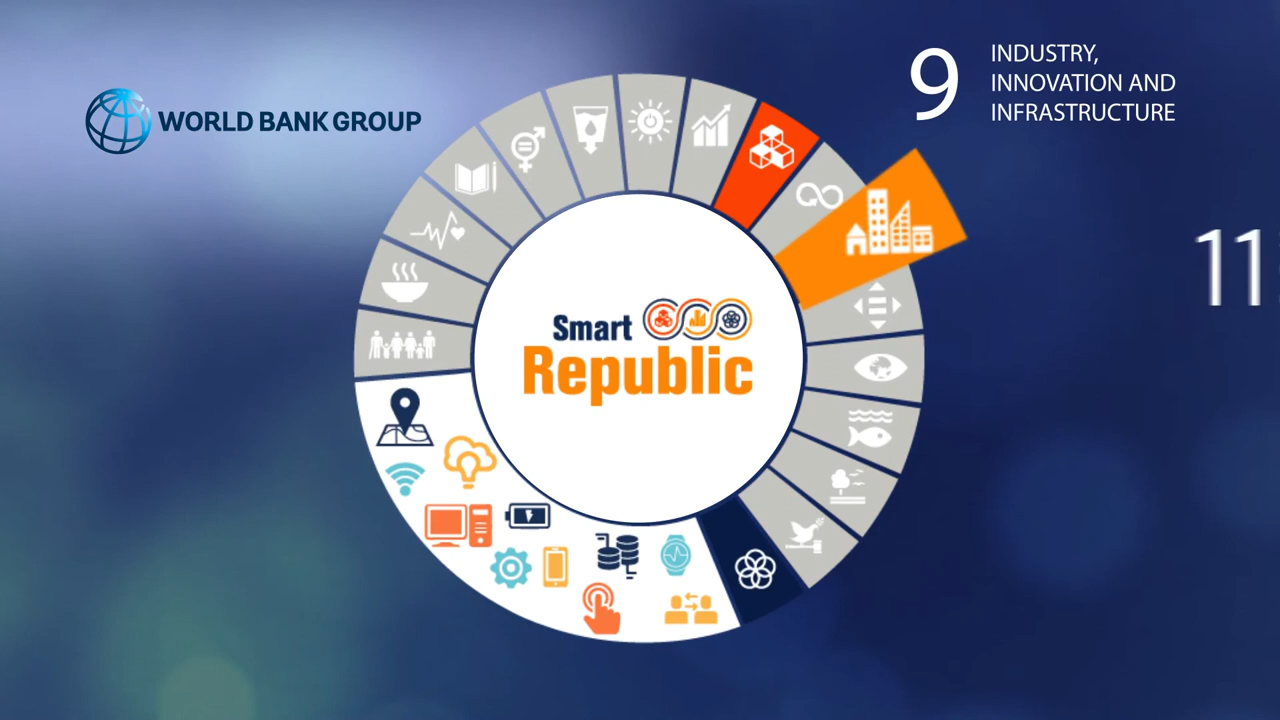 WORLD BANK GROUP
9
INDUSTRY,
INNOVATION AND
INFRASTRUCTURE
11
Smart
Republic